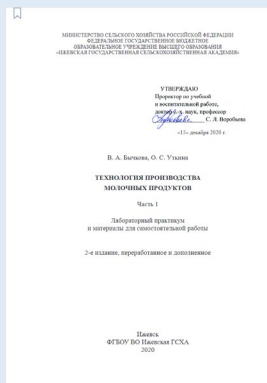 МИНИСТЕРСТВО СЕЛЬСКОГО ХОЗЯЙСТВА РОССИЙСКОЙ ФЕДЕРАЦИИ
ФЕДЕРАЛЬНОЕ ГОСУДАРСТВЕННОЕ БЮДЖЕТНОЕ
ОБРАЗОВАТЕЛЬНОЕ УЧРЕЖДЕНИЕ ВЫСШЕГО ОБРАЗОВАНИЯ
«ИЖЕВСКАЯ ГОСУДАРСТВЕННАЯ СЕЛЬСКОХОЗЯЙСТВЕННАЯ АКАДЕМИЯ»
УТВЕРЖДАЮ
Проректор по учебной
и воспитательной работе,
наук, профессор
С. Л. Воробьева
декабря 2020 г.
В. А. Бычкова, О. С. Уткина
ТЕХНОЛОГИЯ ПРОИЗВОДСТВА
МОЛОЧНЫХ ПРОДУКТОВ
Часть 1
Лабораторный практикум
и материалы для самостоятельной работы
2-е издание, переработанное и дополненное
Ижевск
ФГБОУ ВО Ижевская ГСХА
2020